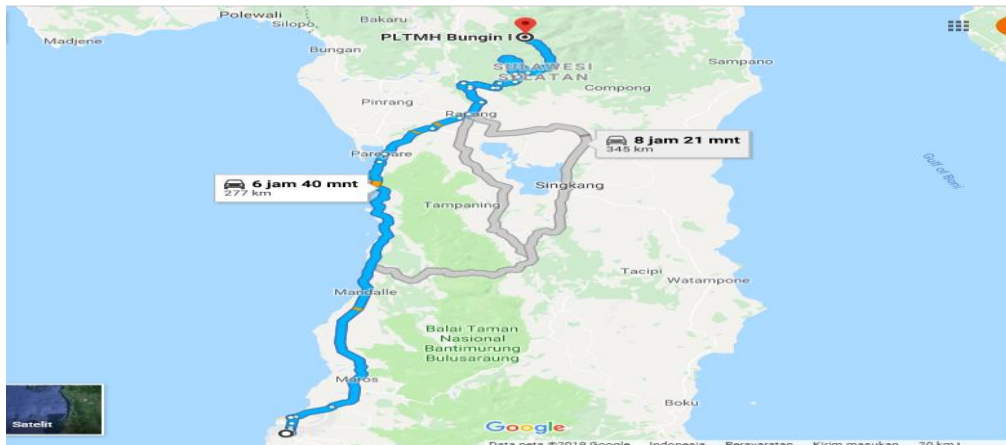 Polewali
Bakaru
Silopo
Madjene
PLTMH Bungin I
Bungan
SULAWESI
SELATAN
Sampano
Compong
Pinrang
Rappang
8 jam 21 mnt
345 km
Parepare
6 jam 40 mnt
277 km
Singkang
Gulf of Boni
Tampaning
Tacipi
Watampone
Mandalle
Balai Taman
Nasional
Bantimurung
Bulusaraung
Maros
Boku
Satelit
Google
Data peta ©2019 Google Indonesia Persyaratan Kirim masukan 20 km